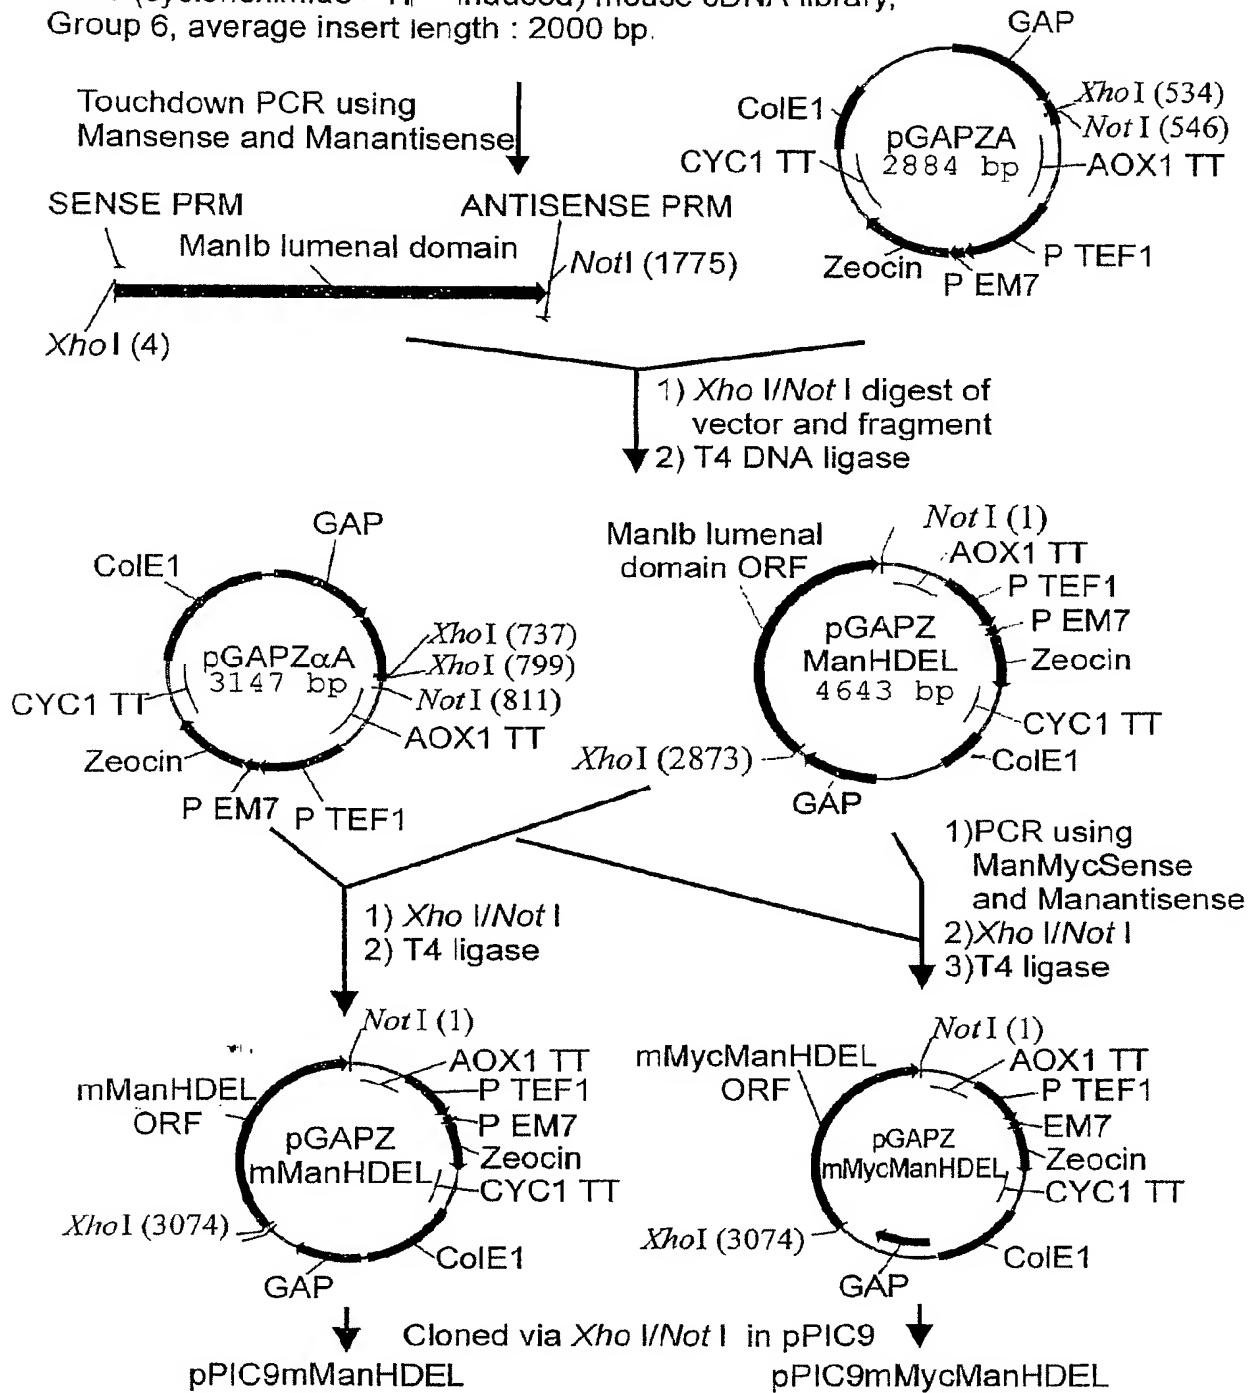 Group 6, average insert length : 2000 bp.
Touchdown PCR using
Mansense and Manantisense
GAP
XhoI (534)
NotI (546)
ColE1
pGAPZA
2884 bp
CYC1 TT
AOX1 TT
Zeocin
P EM7
P TEF1
SENSE PRM
ANTISENSE PRM
ManIb lumenal domain
NotI (1775)
XhoI (4)
1) Xho I/Not I digest of
vector and fragment
2) T4 DNA ligase
GAP
ColE1
pGAPZαA
3147 bp
XhoI (737)
XhoI (799)
NotI (811)
CYC1 TT
AOX1 TT
Zeocin
P EM7
P TEF1
ManIb lumenal
domain ORF
NotI (1)
AOX1 TT
P TEF1
P EM7
pGAPZ
ManHDEL
4643 bp
Zeocin
CYC1 TT
ColE1
XhoI (2873)
GAP
1) Xho I/Not I
2) T4 ligase
1)PCR using
ManMycSense
and Manantisense
2)Xho I/Not I
3)T4 ligase
NotI (1)
AOX1 TT
mManHDEL
ORF
P TEF1
P EM7
pGAPZ
mManHDEL
Zeocin
CYC1 TT
XhoI (3074)
ColE1
GAP
NotI (1)
mMycManHDEL
ORF
AOX1 TT
P TEF1
EM7
pGAPZ
mMycManHDEL
Zeocin
CYC1 TT
XhoI (3074)
ColE1
GAP
Cloned via Xho I/Not I in pPIC9
pPIC9mManHDEL
pPIC9mMycManHDEL